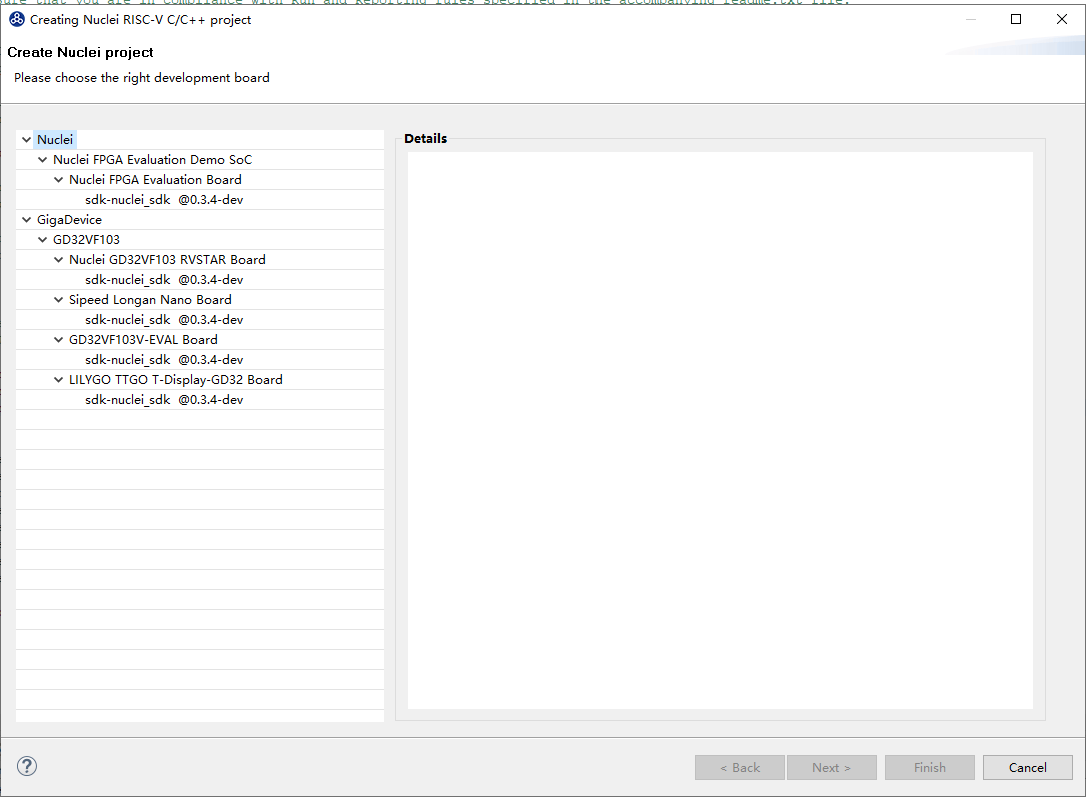 sure that you are in compliance with Run and Reporting rules specified in the accompanying readme.txt file.
Creating Nuclei RISC-V C/C++ project
Create Nuclei project
Please choose the right development board
Nuclei
Nuclei FPGA Evaluation Demo SoC
Nuclei FPGA Evaluation Board
sdk-nuclei_sdk @0.3.4-dev
GigaDevice
GD32VF103
Nuclei GD32VF103 RVSTAR Board
sdk-nuclei_sdk @0.3.4-dev
Sipeed Longan Nano Board
sdk-nuclei_sdk @0.3.4-dev
GD32VF103V-EVAL Board
sdk-nuclei_sdk @0.3.4-dev
LILYGO TTGO T-Display-GD32 Board
sdk-nuclei_sdk @0.3.4-dev
Details
?
< Back Next > Finish Cancel